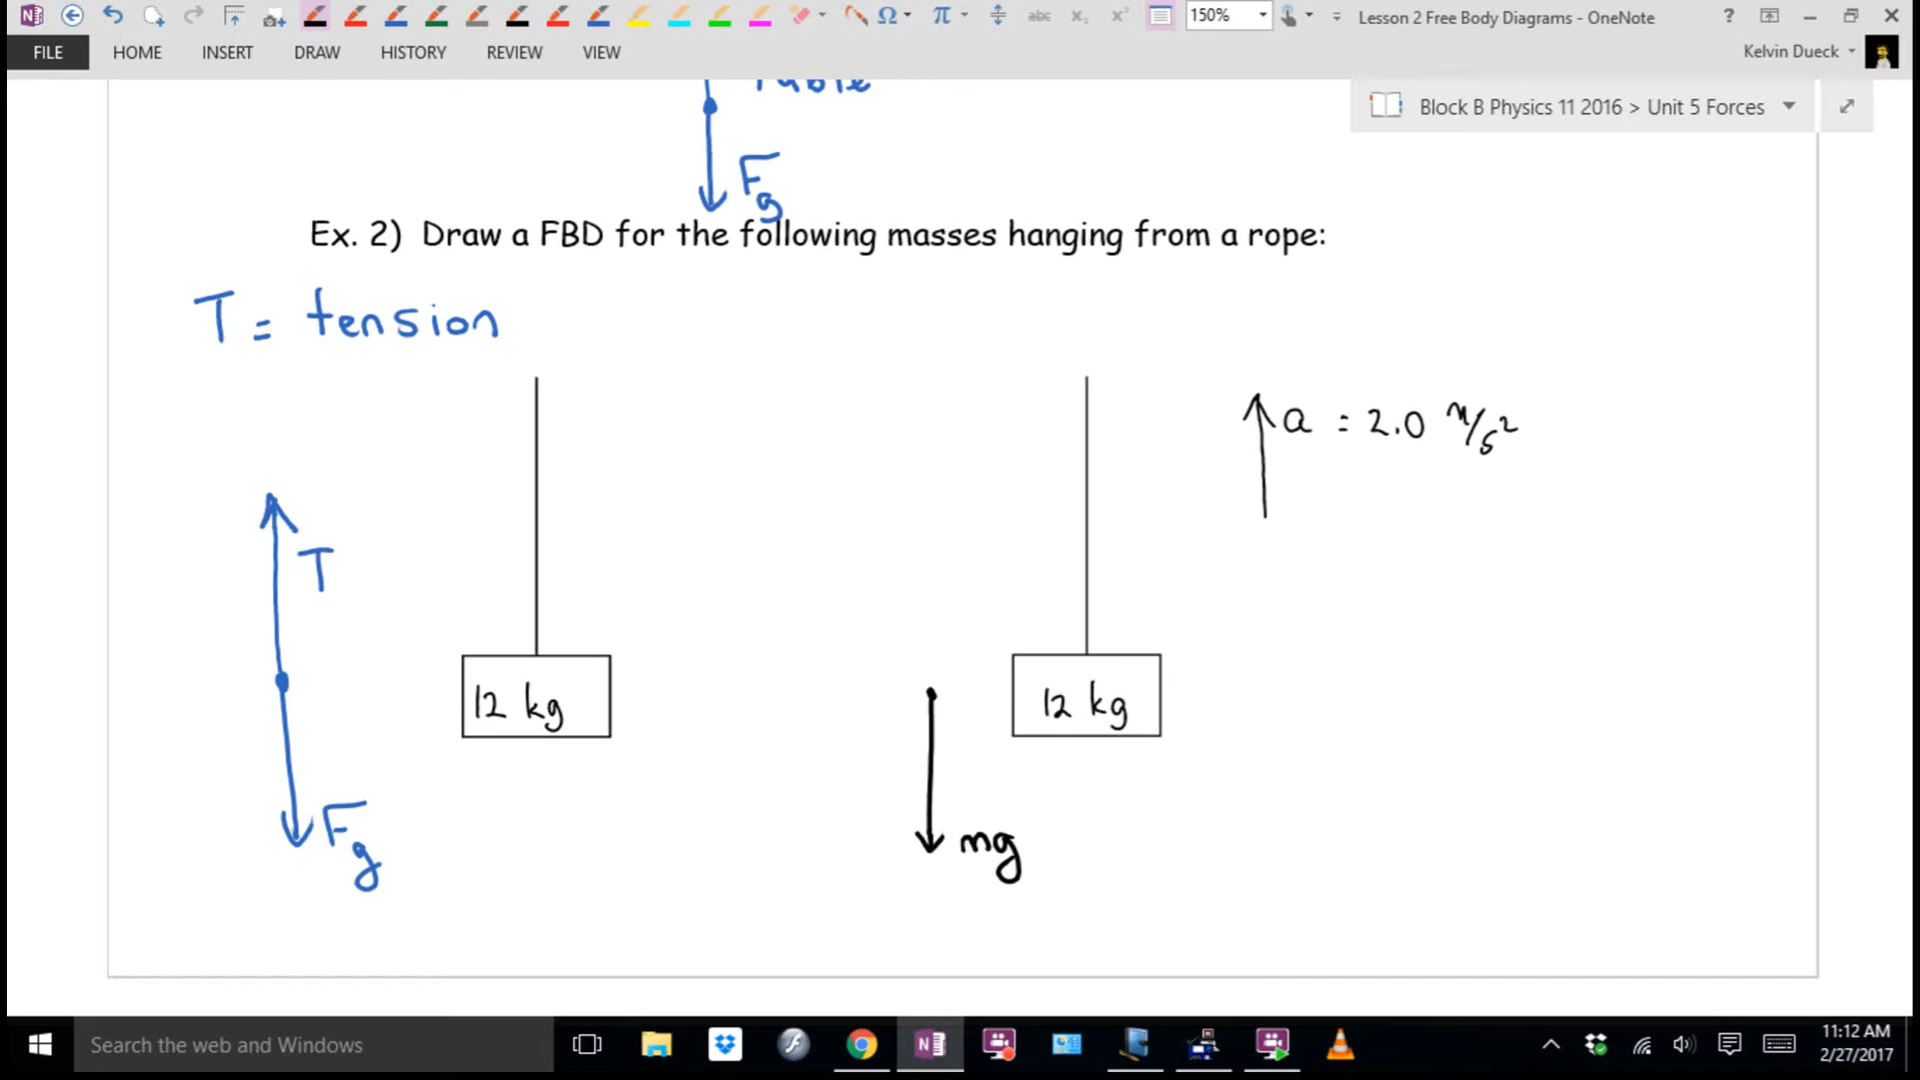 150%
Lesson 2 Free Body Diagrams - OneNote
FILE HOME INSERT DRAW HISTORY REVIEW VIEW
Kelvin Dueck
Block B Physics 11 2016 > Unit 5 Forces
Table
Fg
Ex. 2) Draw a FBD for the following masses hanging from a rope:
T = tension
a = 2.0 m/s²
T
12 kg
12 kg
Fg
mg
Search the web and Windows
11:12 AM
2/27/2017